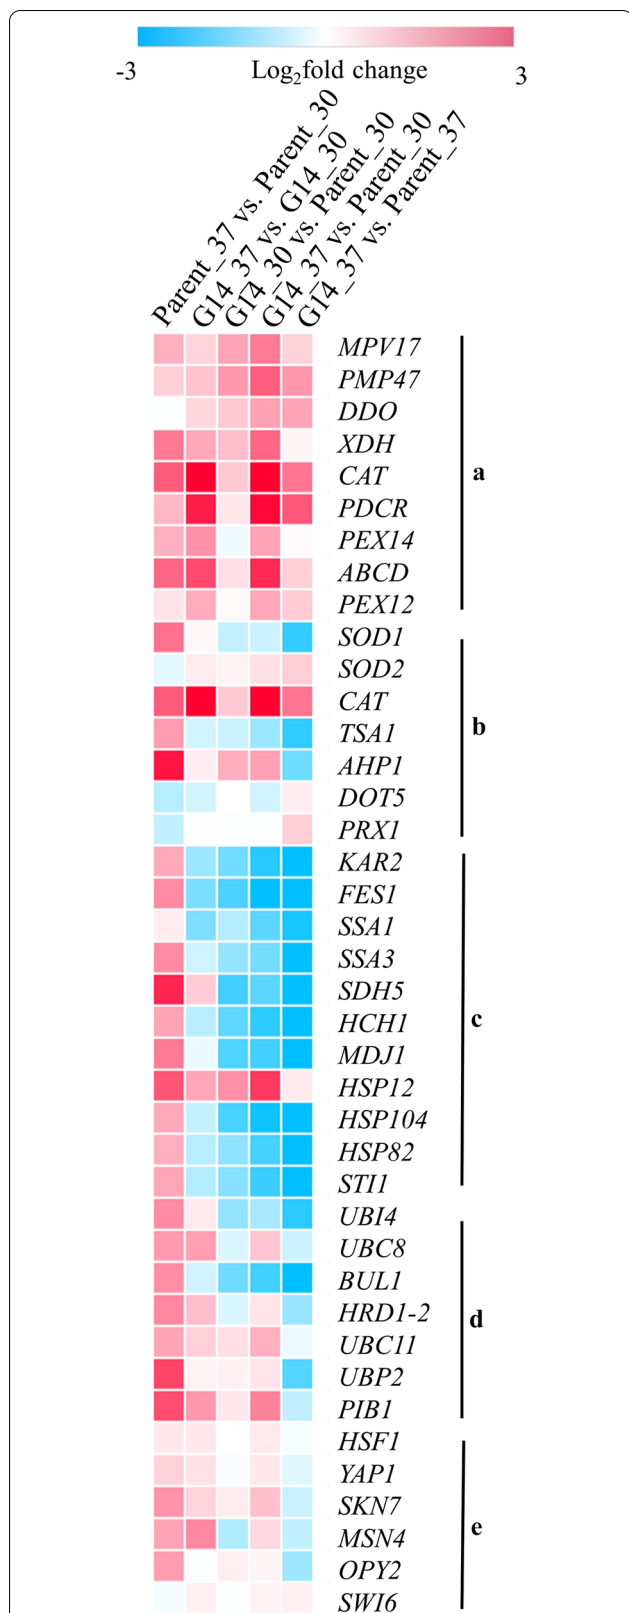 -3 Log2fold change 3
Parent_37 vs. Parent_30
G14_37 vs. G14_30
G14_30 vs. Parent_30
G14_37 vs. Parent_30
G14_37 vs. Parent_37
MPV17
PMP47
DDO
XDH
CAT
a
PDCR
PEX14
ABCD
PEX12
SOD1
SOD2
CAT
b
TSA1
AHP1
DOT5
PRX1
KAR2
FES1
SSA1
SSA3
SDH5
HCH1
c
MDJ1
HSP12
HSP104
HSP82
STI1
UBI4
UBC8
BUL1
HRD1-2
d
UBC11
UBP2
PIB1
HSF1
YAP1
SKN7
MSN4
e
OPY2
SWI6